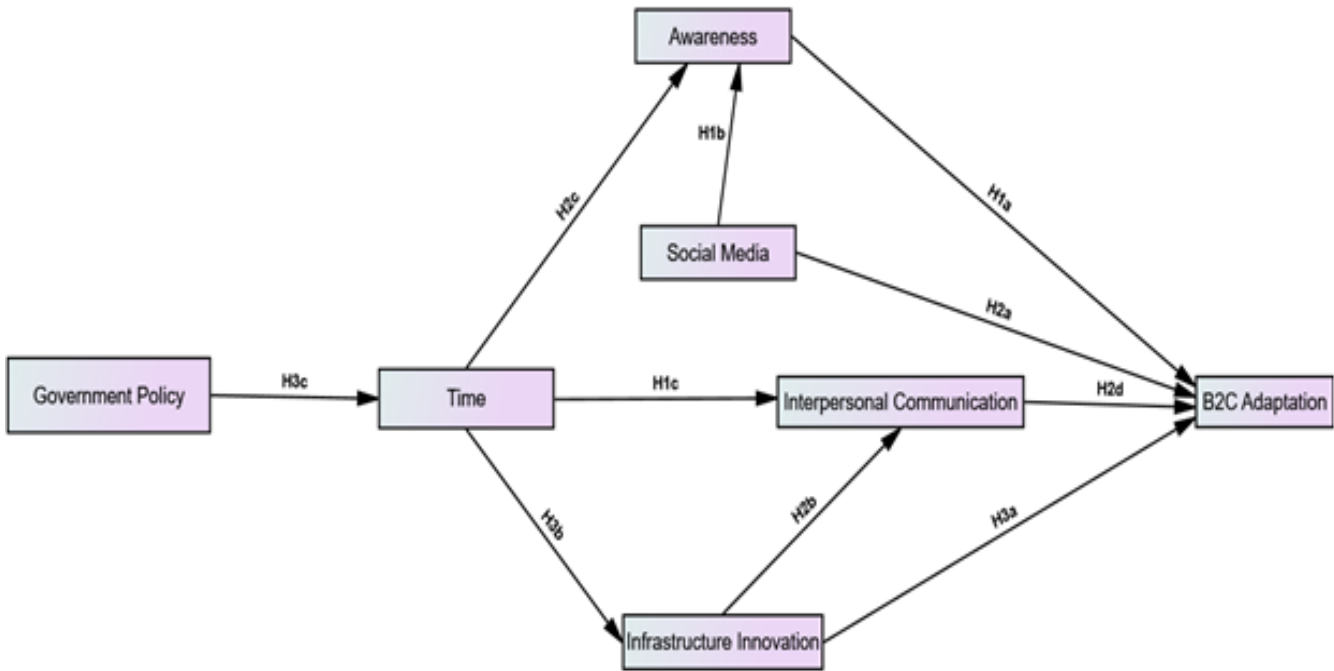 Awareness
H1b
H2c
H1a
Social Media
H2a
Government Policy
H3c
Time
H1c
Interpersonal Communication
H2d
B2C Adaptation
H2b
H3b
H3a
Infrastructure Innovation